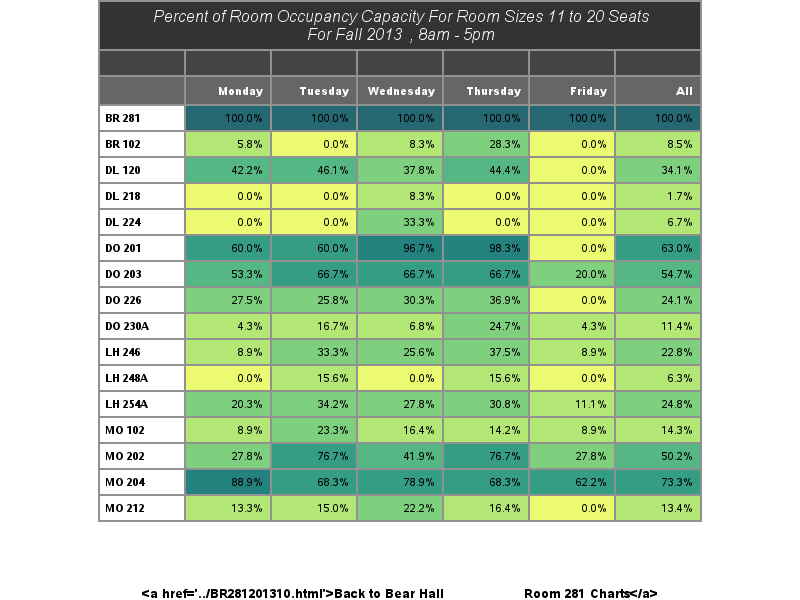 Percent of Room Occupancy Capacity For Room Sizes 11 to 20 Seats
For Fall 2013 , 8am - 5pm
Monday Tuesday Wednesday Thursday Friday All
BR 281 100.0% 100.0% 100.0% 100.0% 100.0% 100.0%
BR 102 5.8% 0.0% 8.3% 28.3% 0.0% 8.5%
DL 120 42.2% 46.1% 37.8% 44.4% 0.0% 34.1%
DL 218 0.0% 0.0% 8.3% 0.0% 0.0% 1.7%
DL 224 0.0% 0.0% 33.3% 0.0% 0.0% 6.7%
DO 201 60.0% 60.0% 96.7% 98.3% 0.0% 63.0%
DO 203 53.3% 66.7% 66.7% 66.7% 20.0% 54.7%
DO 226 27.5% 25.8% 30.3% 36.9% 0.0% 24.1%
DO 230A 4.3% 16.7% 6.8% 24.7% 4.3% 11.4%
LH 246 8.9% 33.3% 25.6% 37.5% 8.9% 22.8%
LH 248A 0.0% 15.6% 0.0% 15.6% 0.0% 6.3%
LH 254A 20.3% 34.2% 27.8% 30.8% 11.1% 24.8%
MO 102 8.9% 23.3% 16.4% 14.2% 8.9% 14.3%
MO 202 27.8% 76.7% 41.9% 76.7% 27.8% 50.2%
MO 204 88.9% 68.3% 78.9% 68.3% 62.2% 73.3%
MO 212 13.3% 15.0% 22.2% 16.4% 0.0% 13.4%
<a href='../BR281201310.html'>Back to Bear Hall Room 281 Charts</a>